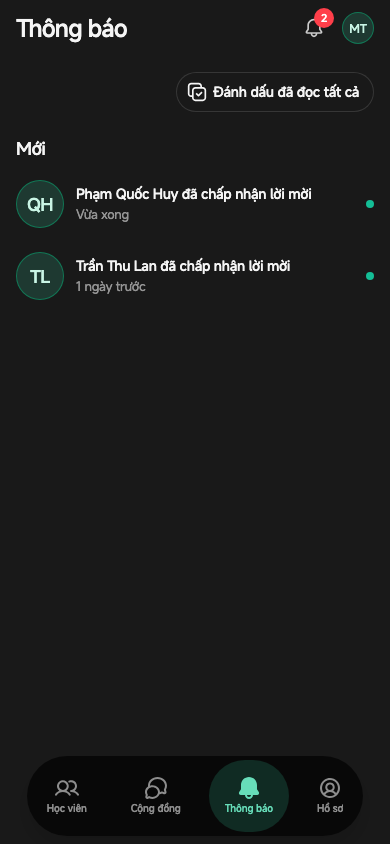 Thông báo
2
MT
Đánh dấu đã đọc tất cả
Mới
QH
Phạm Quốc Huy đã chấp nhận lời mời
Vừa xong
TL
Trần Thu Lan đã chấp nhận lời mời
1 ngày trước
Học viên
Cộng đồng
Thông báo
Hồ sơ